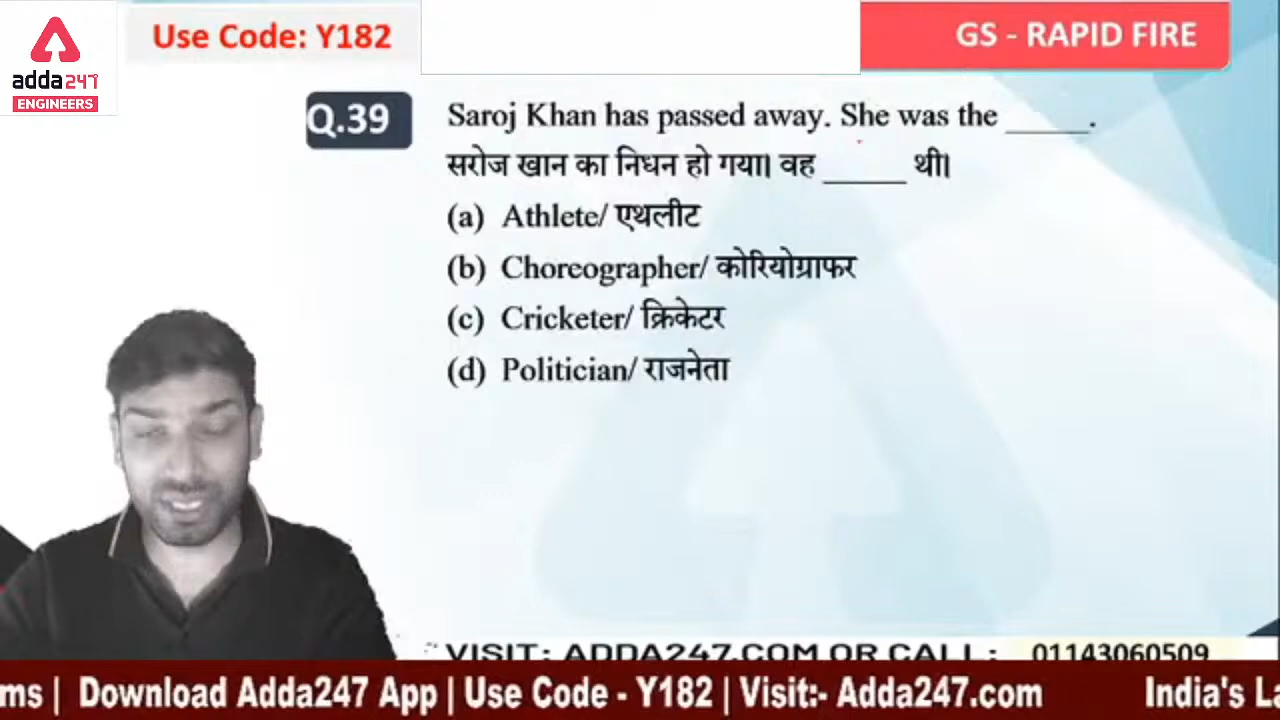 Use Code: Y182
GS - RAPID FIRE
adda247
ENGINEERS
Q.39
Saroj Khan has passed away. She was the _____.
सरोज खान का निधन हो गया। वह _____ थी।
(a) Athlete/ एथलीट
(b) Choreographer/ कोरियोग्राफर
(c) Cricketer/ क्रिकेटर
(d) Politician/ राजनेता
VISIT: ADDA247.COM OR CALL: 01143060509
ms | Download Adda247 App | Use Code - Y182 | Visit:- Adda247.com India's La